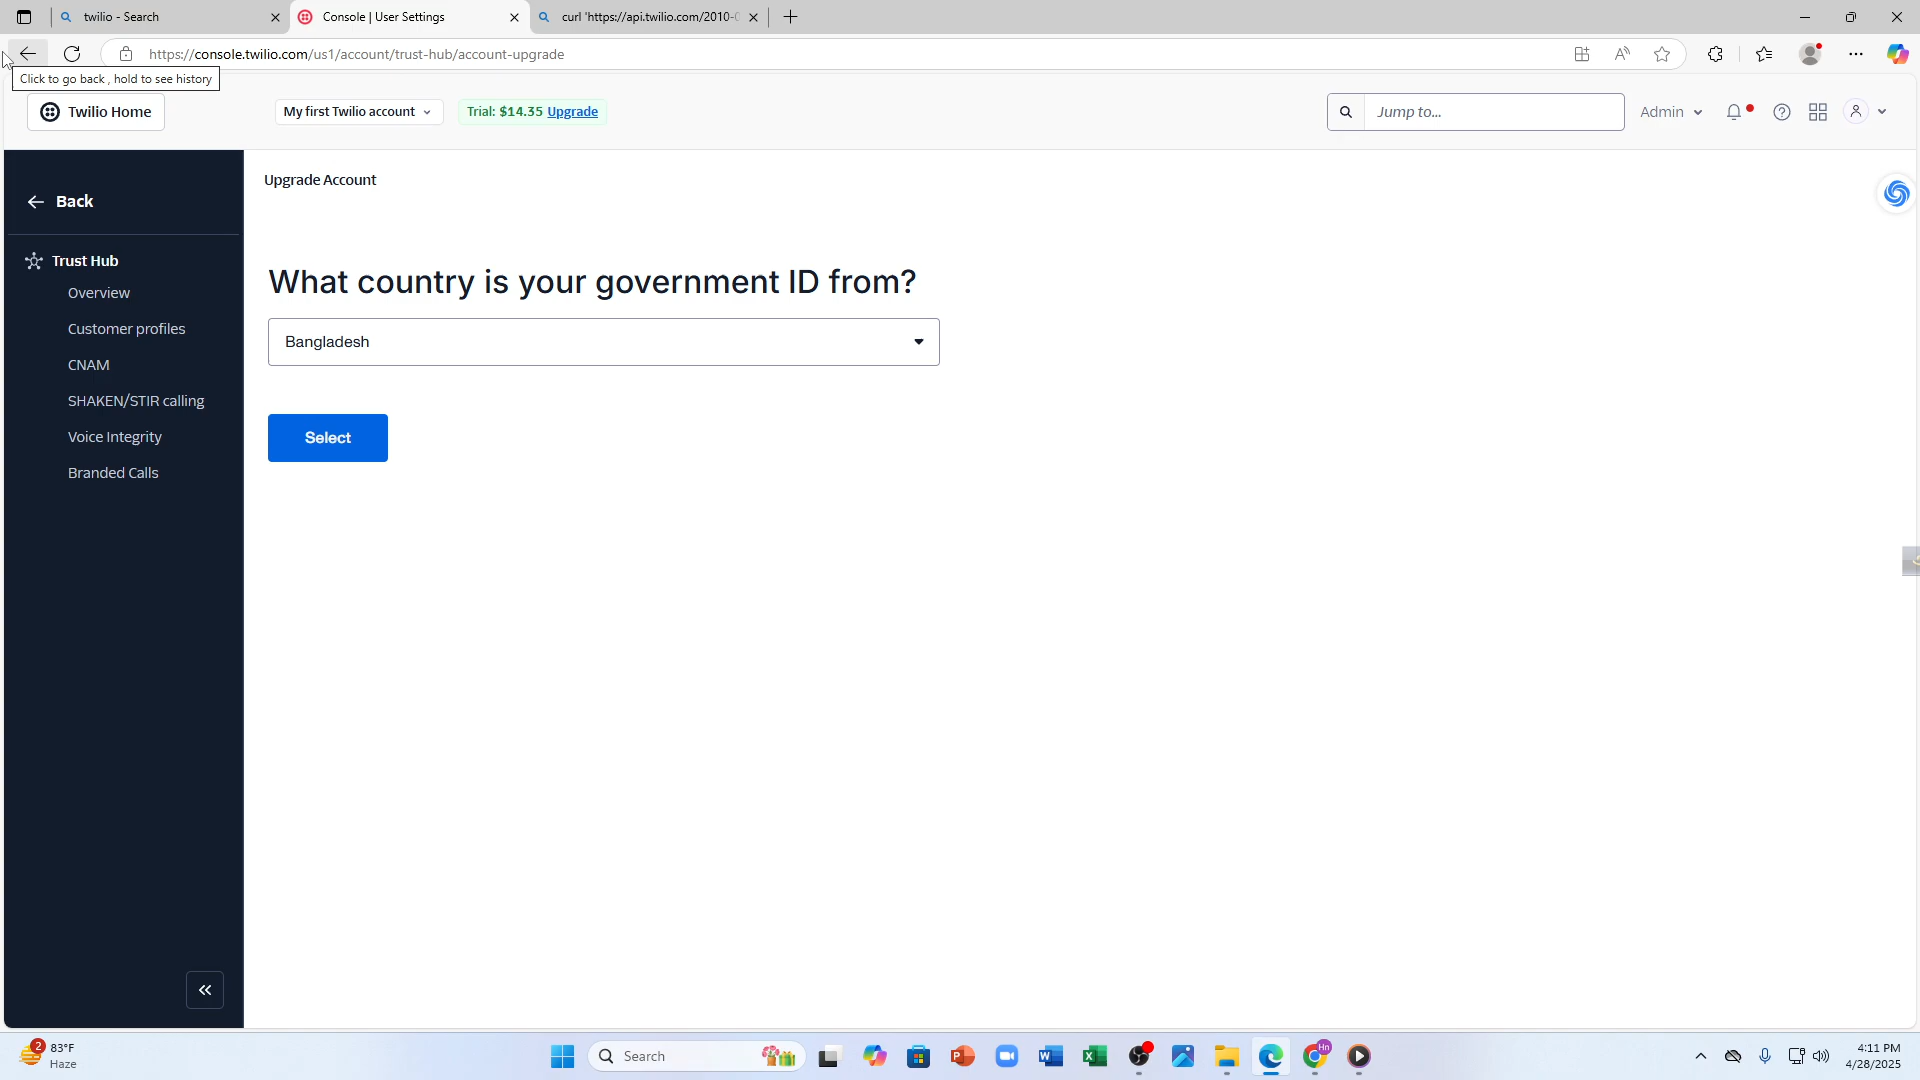 twilio - Search
Console | User Settings
curl 'https://api.twilio.com/2010-
https://console.twilio.com/us1/account/trust-hub/account-upgrade
Click to go back , hold to see history
Twilio Home
My first Twilio account
Trial: $14.35 Upgrade
Jump to...
Admin
Back
Upgrade Account
Trust Hub
Overview
Customer profiles
CNAM
SHAKEN/STIR calling
Voice Integrity
Branded Calls
What country is your government ID from?
Bangladesh
Select
2
83°F
Haze
Search
Hn
4:11 PM
4/28/2025